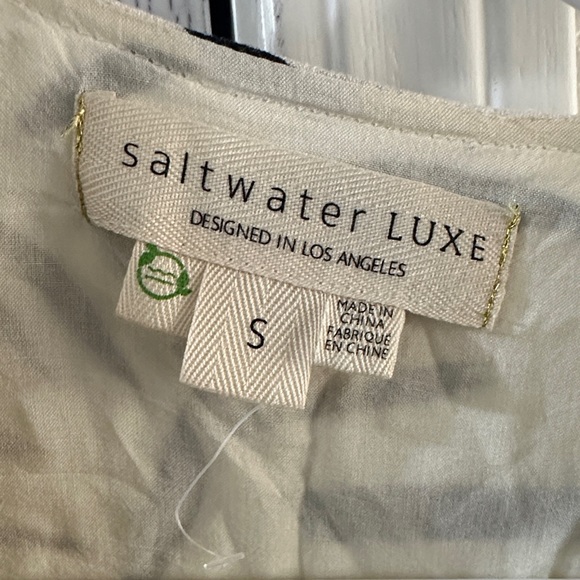 saltwater LUXE
DESIGNED IN LOS ANGELES
S
MADE IN
CHINA
FABRIQUE
EN CHINE